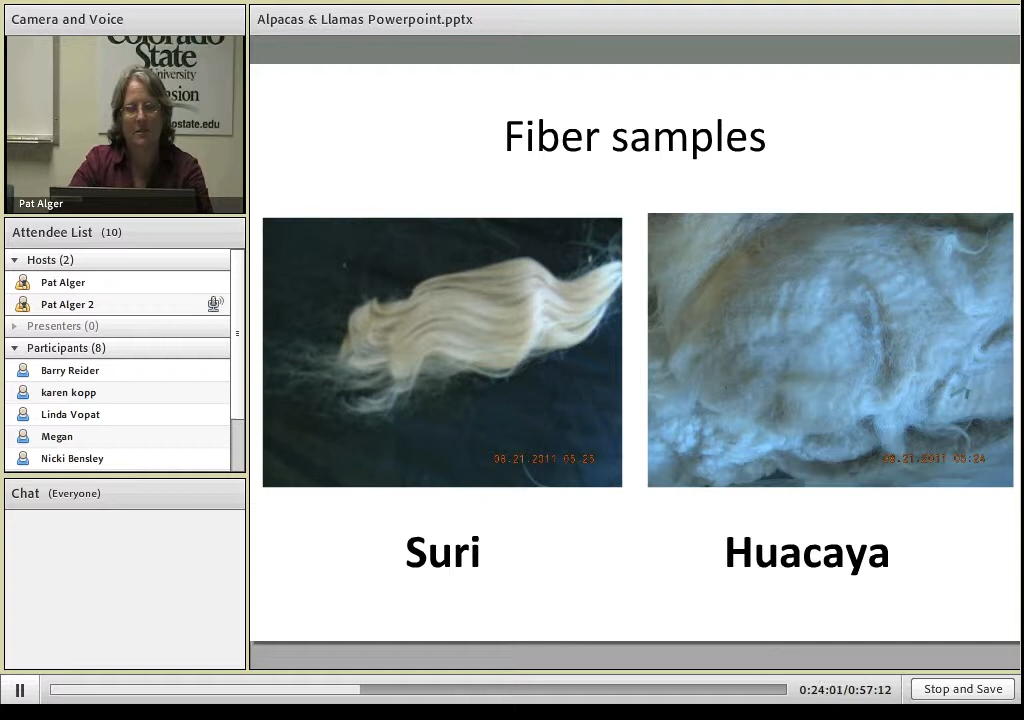 Camera and Voice
Colorado
State
University
ostate.edu
Pat Alger
Attendee List (10)
Hosts (2)
Pat Alger
Pat Alger 2
Presenters (0)
Participants (8)
Barry Reider
karen kopp
Linda Vopat
Megan
Nicki Bensley
Chat (Everyone)
Alpacas & Llamas Powerpoint.pptx
Fiber samples
08.21.2011 05:25
08.21.2011 05:24
Suri
Huacaya
0:24:01/0:57:12
Stop and Save